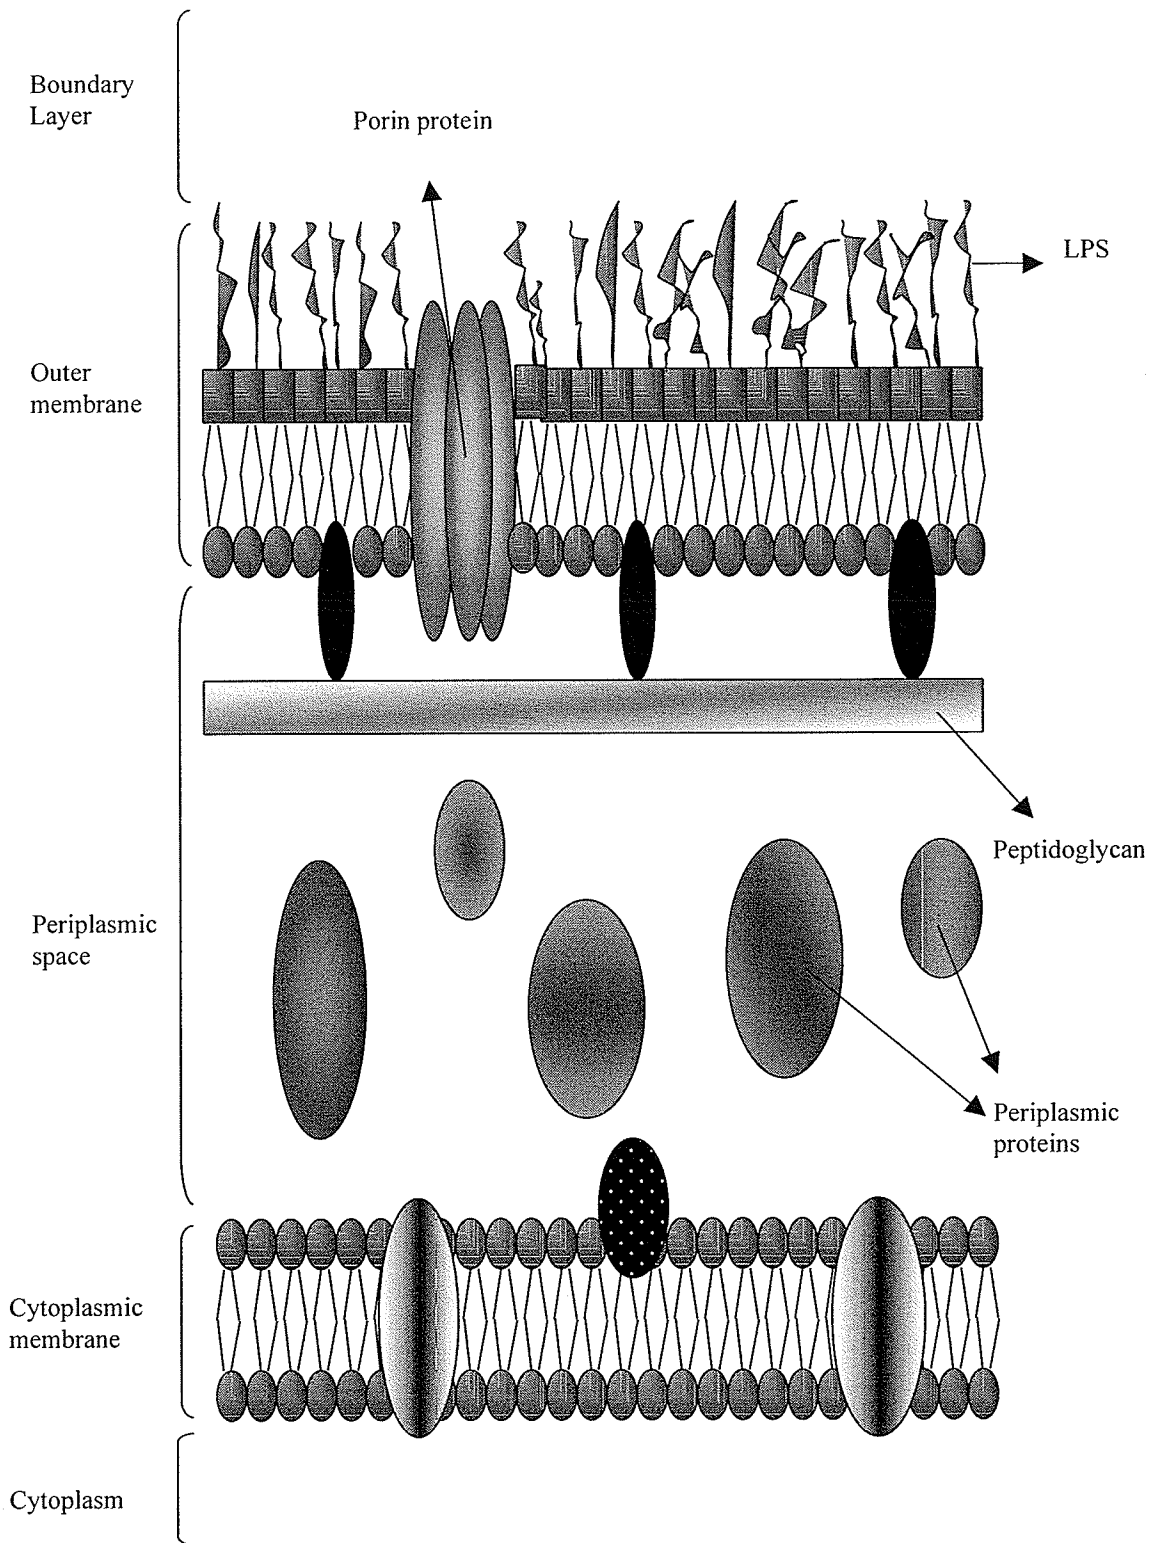 Boundary
Layer
Porin protein
LPS
Outer
membrane
Peptidoglycan
Periplasmic
space
Periplasmic
proteins
Cytoplasmic
membrane
Cytoplasm